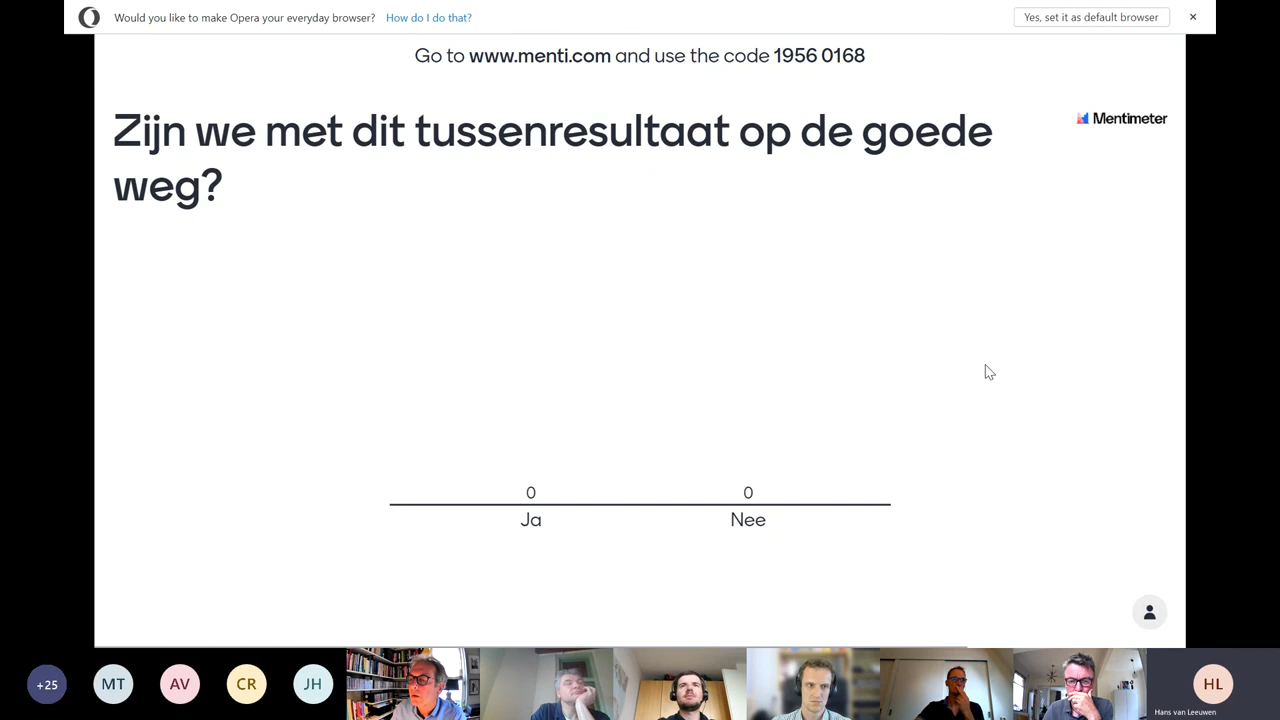 Would you like to make Opera your everyday browser? How do I do that? Yes, set it as default browser
Go to www.menti.com and use the code 1956 0168
Zijn we met dit tussenresultaat op de goede
weg?
Mentimeter
0 0
Ja Nee
+25 MT AV CR JH HL
Hans van Leeuwen